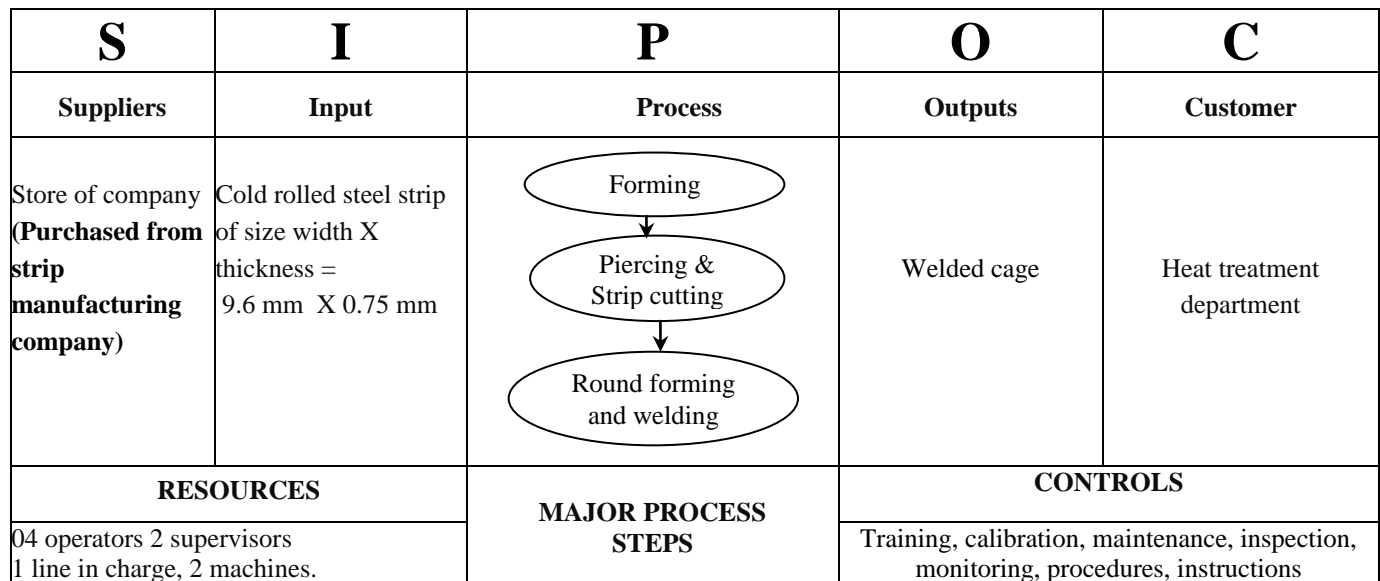 S I P O C
Suppliers Input Process Outputs Customer
Store of company
(Purchased from
strip
manufacturing
company)
Cold rolled steel strip
of size width X
thickness =
9.6 mm X 0.75 mm
Forming
Piercing &
Strip cutting
Round forming
and welding
Welded cage
Heat treatment
department
RESOURCES
04 operators 2 supervisors
1 line in charge, 2 machines.
MAJOR PROCESS
STEPS
CONTROLS
Training, calibration, maintenance, inspection,
monitoring, procedures, instructions